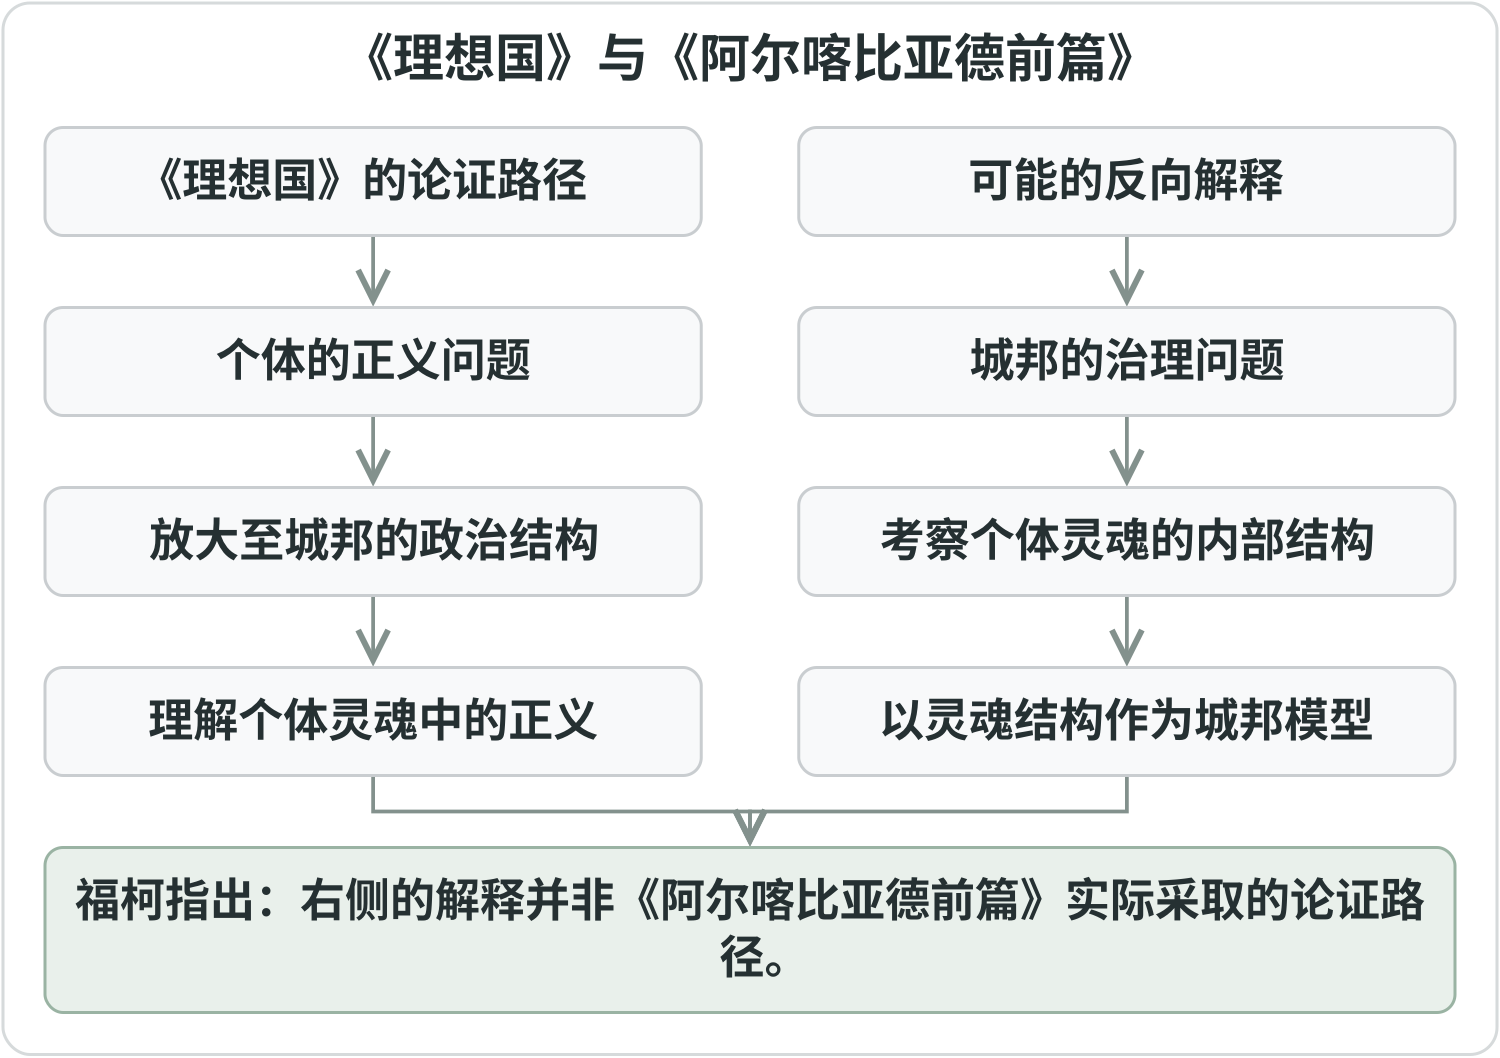 《理想国》与《阿尔喀比亚德前篇》
《理想国》的论证路径
个体的正义问题
放大至城邦的政治结构
理解个体灵魂中的正义
可能的反向解释
城邦的治理问题
考察个体灵魂的内部结构
以灵魂结构作为城邦模型
福柯指出：右侧的解释并非《阿尔喀比亚德前篇》实际采取的论证路
径。